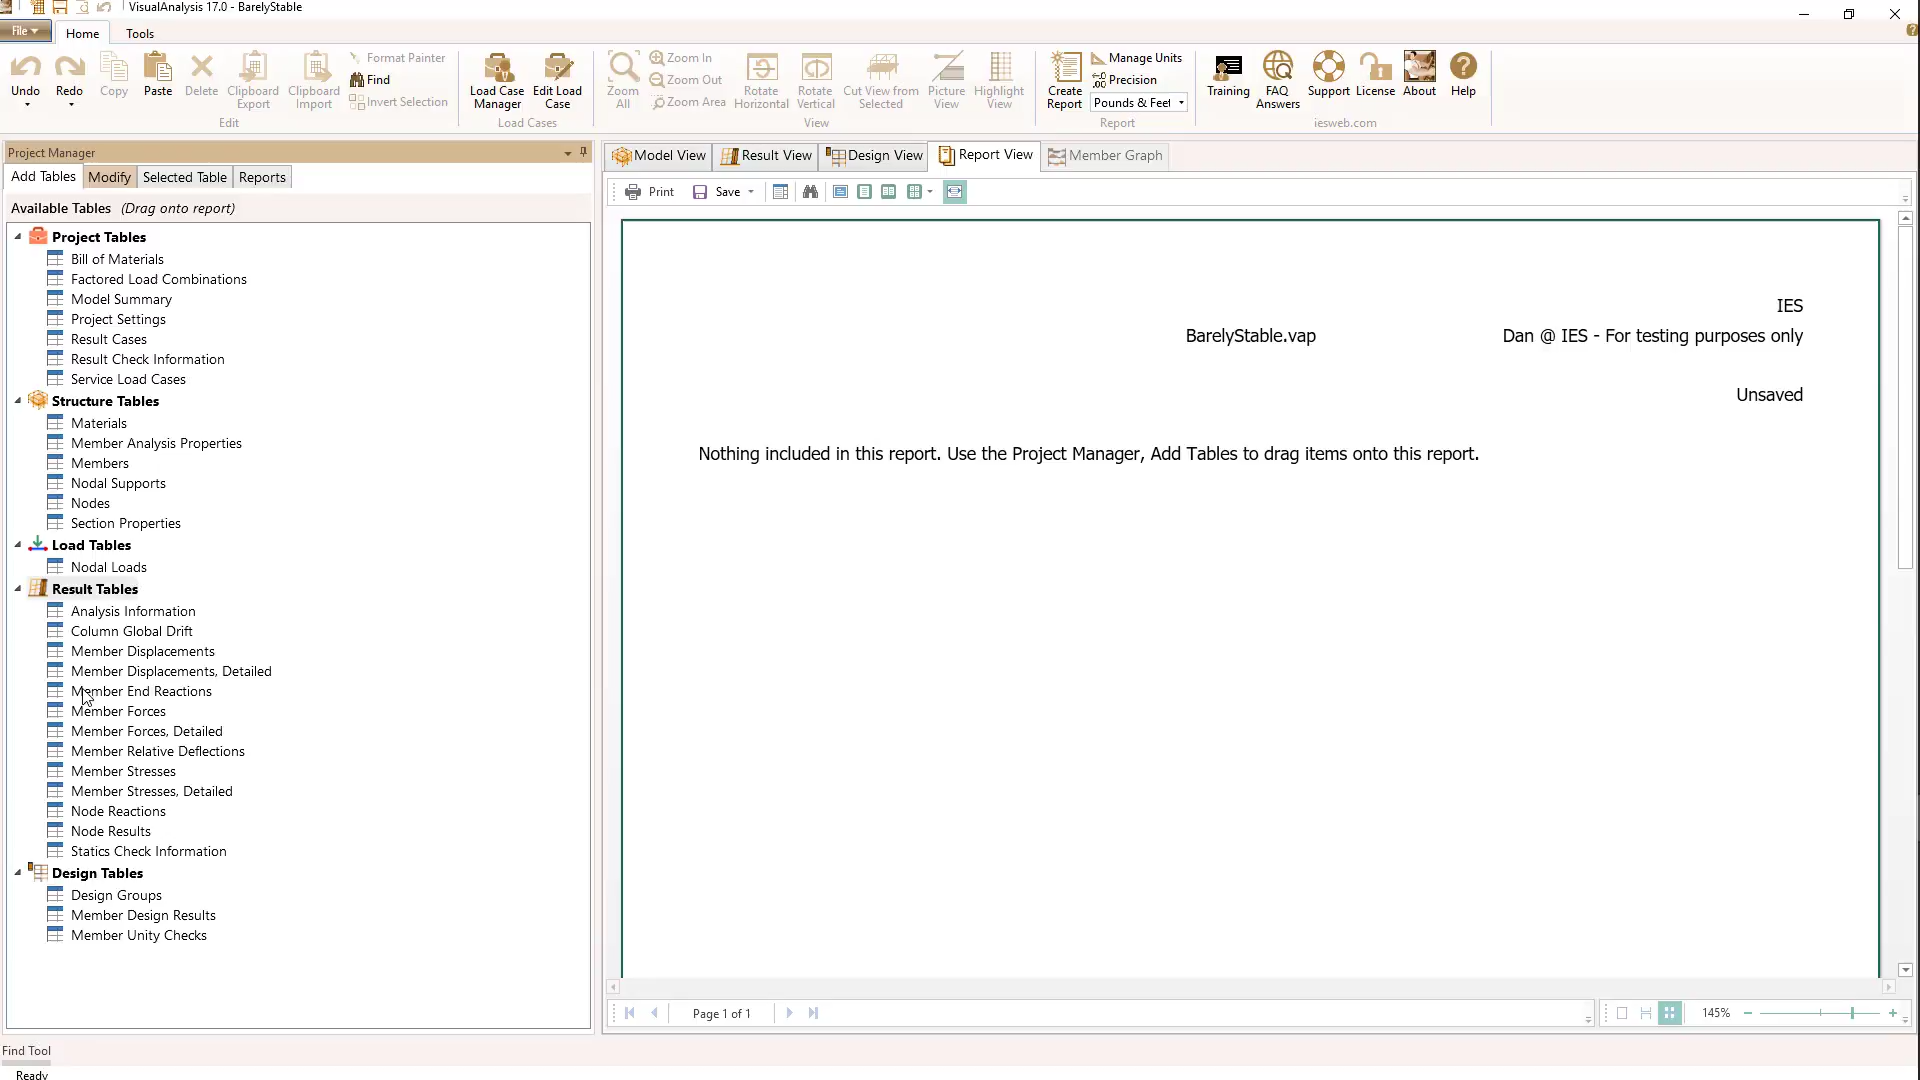 VisualAnalysis 17.0 - BarelyStable
File
Home
Tools
Undo
Redo
Copy
Paste
Delete
Clipboard Export
Clipboard Import
Format Painter
Find
Invert Selection
Edit
Load Case Manager
Edit Load Case
Load Cases
Zoom All
Zoom In
Zoom Out
Zoom Area
Rotate Horizontal
Rotate Vertical
Cut View from Selected
Picture View
Highlight View
View
Create Report
Manage Units
Precision
Pounds & Feet
Report
Training
FAQ Answers
Support
License
About
Help
iesweb.com
Project Manager
Add Tables
Modify
Selected Table
Reports
Available Tables (Drag onto report)
Project Tables
Bill of Materials
Factored Load Combinations
Model Summary
Project Settings
Result Cases
Result Check Information
Service Load Cases
Structure Tables
Materials
Member Analysis Properties
Members
Nodal Supports
Nodes
Section Properties
Load Tables
Nodal Loads
Result Tables
Analysis Information
Column Global Drift
Member Displacements
Member Displacements, Detailed
Member End Reactions
Member Forces
Member Forces, Detailed
Member Relative Deflections
Member Stresses
Member Stresses, Detailed
Node Reactions
Node Results
Statics Check Information
Design Tables
Design Groups
Member Design Results
Member Unity Checks
Model View
Result View
Design View
Report View
Member Graph
Print
Save
IES
BarelyStable.vap
Dan @ IES - For testing purposes only
Unsaved
Nothing included in this report. Use the Project Manager, Add Tables to drag items onto this report.
Page 1 of 1
145%
Find Tool
Ready